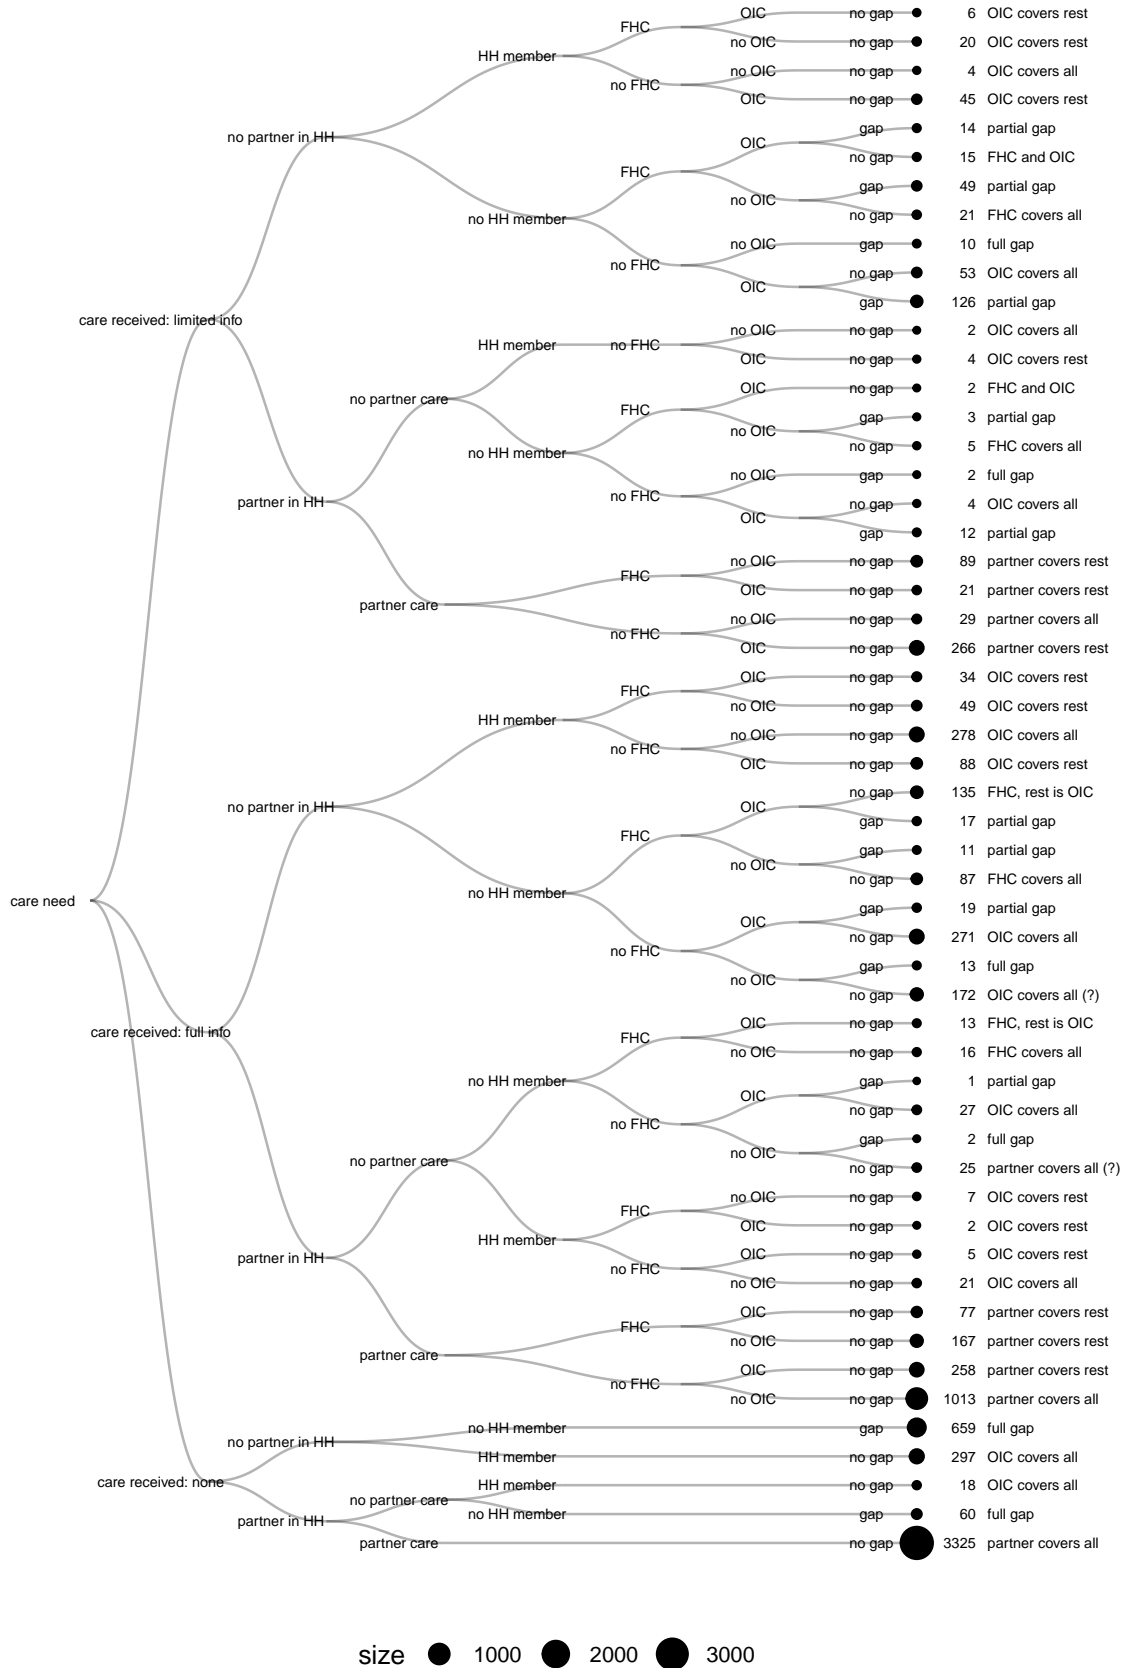 OIC no gap 6 OIC covers rest
FHC
no OIC no gap 20 OIC covers rest
HH member
no OIC no gap 4 OIC covers all
no FHC
OIC no gap 45 OIC covers rest
gap 14 partial gap
no partner in HH
OIC
no gap 15 FHC and OIC
FHC
gap 49 partial gap
no OIC
no gap 21 FHC covers all
no HH member
no OIC gap 10 full gap
no FHC
no gap 53 OIC covers all
OIC
gap 126 partial gap
care received: limited info
no OIC no gap 2 OIC covers all
HH member no FHC
OIC no gap 4 OIC covers rest
OIC no gap 2 FHC and OIC
no partner care
FHC
gap 3 partial gap
no OIC
no gap 5 FHC covers all
no HH member
no OIC gap 2 full gap
no FHC
partner in HH
no gap 4 OIC covers all
OIC
gap 12 partial gap
no OIC no gap 89 partner covers rest
FHC
OIC no gap 21 partner covers rest
partner care
no OIC no gap 29 partner covers all
no FHC
OIC no gap 266 partner covers rest
OIC no gap 34 OIC covers rest
FHC
no OIC no gap 49 OIC covers rest
HH member
no OIC no gap 278 OIC covers all
no FHC
OIC no gap 88 OIC covers rest
no gap 135 FHC, rest is OIC
no partner in HH
OIC
gap 17 partial gap
FHC
gap 11 partial gap
no OIC
no gap 87 FHC covers all
no HH member
care need
gap 19 partial gap
OIC
no gap 271 OIC covers all
no FHC
gap 13 full gap
no OIC
no gap 172 OIC covers all (?)
OIC no gap 13 FHC, rest is OIC
care received: full info
FHC
no OIC no gap 16 FHC covers all
no HH member
gap 1 partial gap
OIC
no gap 27 OIC covers all
no FHC
gap 2 full gap
no OIC
no partner care
no gap 25 partner covers all (?)
no OIC no gap 7 OIC covers rest
FHC
OIC no gap 2 OIC covers rest
HH member
OIC no gap 5 OIC covers rest
partner in HH
no FHC
no OIC no gap 21 OIC covers all
OIC no gap 77 partner covers rest
FHC
no OIC no gap 167 partner covers rest
partner care
OIC no gap 258 partner covers rest
no FHC
no OIC no gap 1013 partner covers all
no HH member gap 659 full gap
no partner in HH
HH member no gap 297 OIC covers all
care received: none
HH member no gap 18 OIC covers all
no partner care
no HH member gap 60 full gap
partner in HH
partner care no gap 3325 partner covers all
size 1000 2000 3000